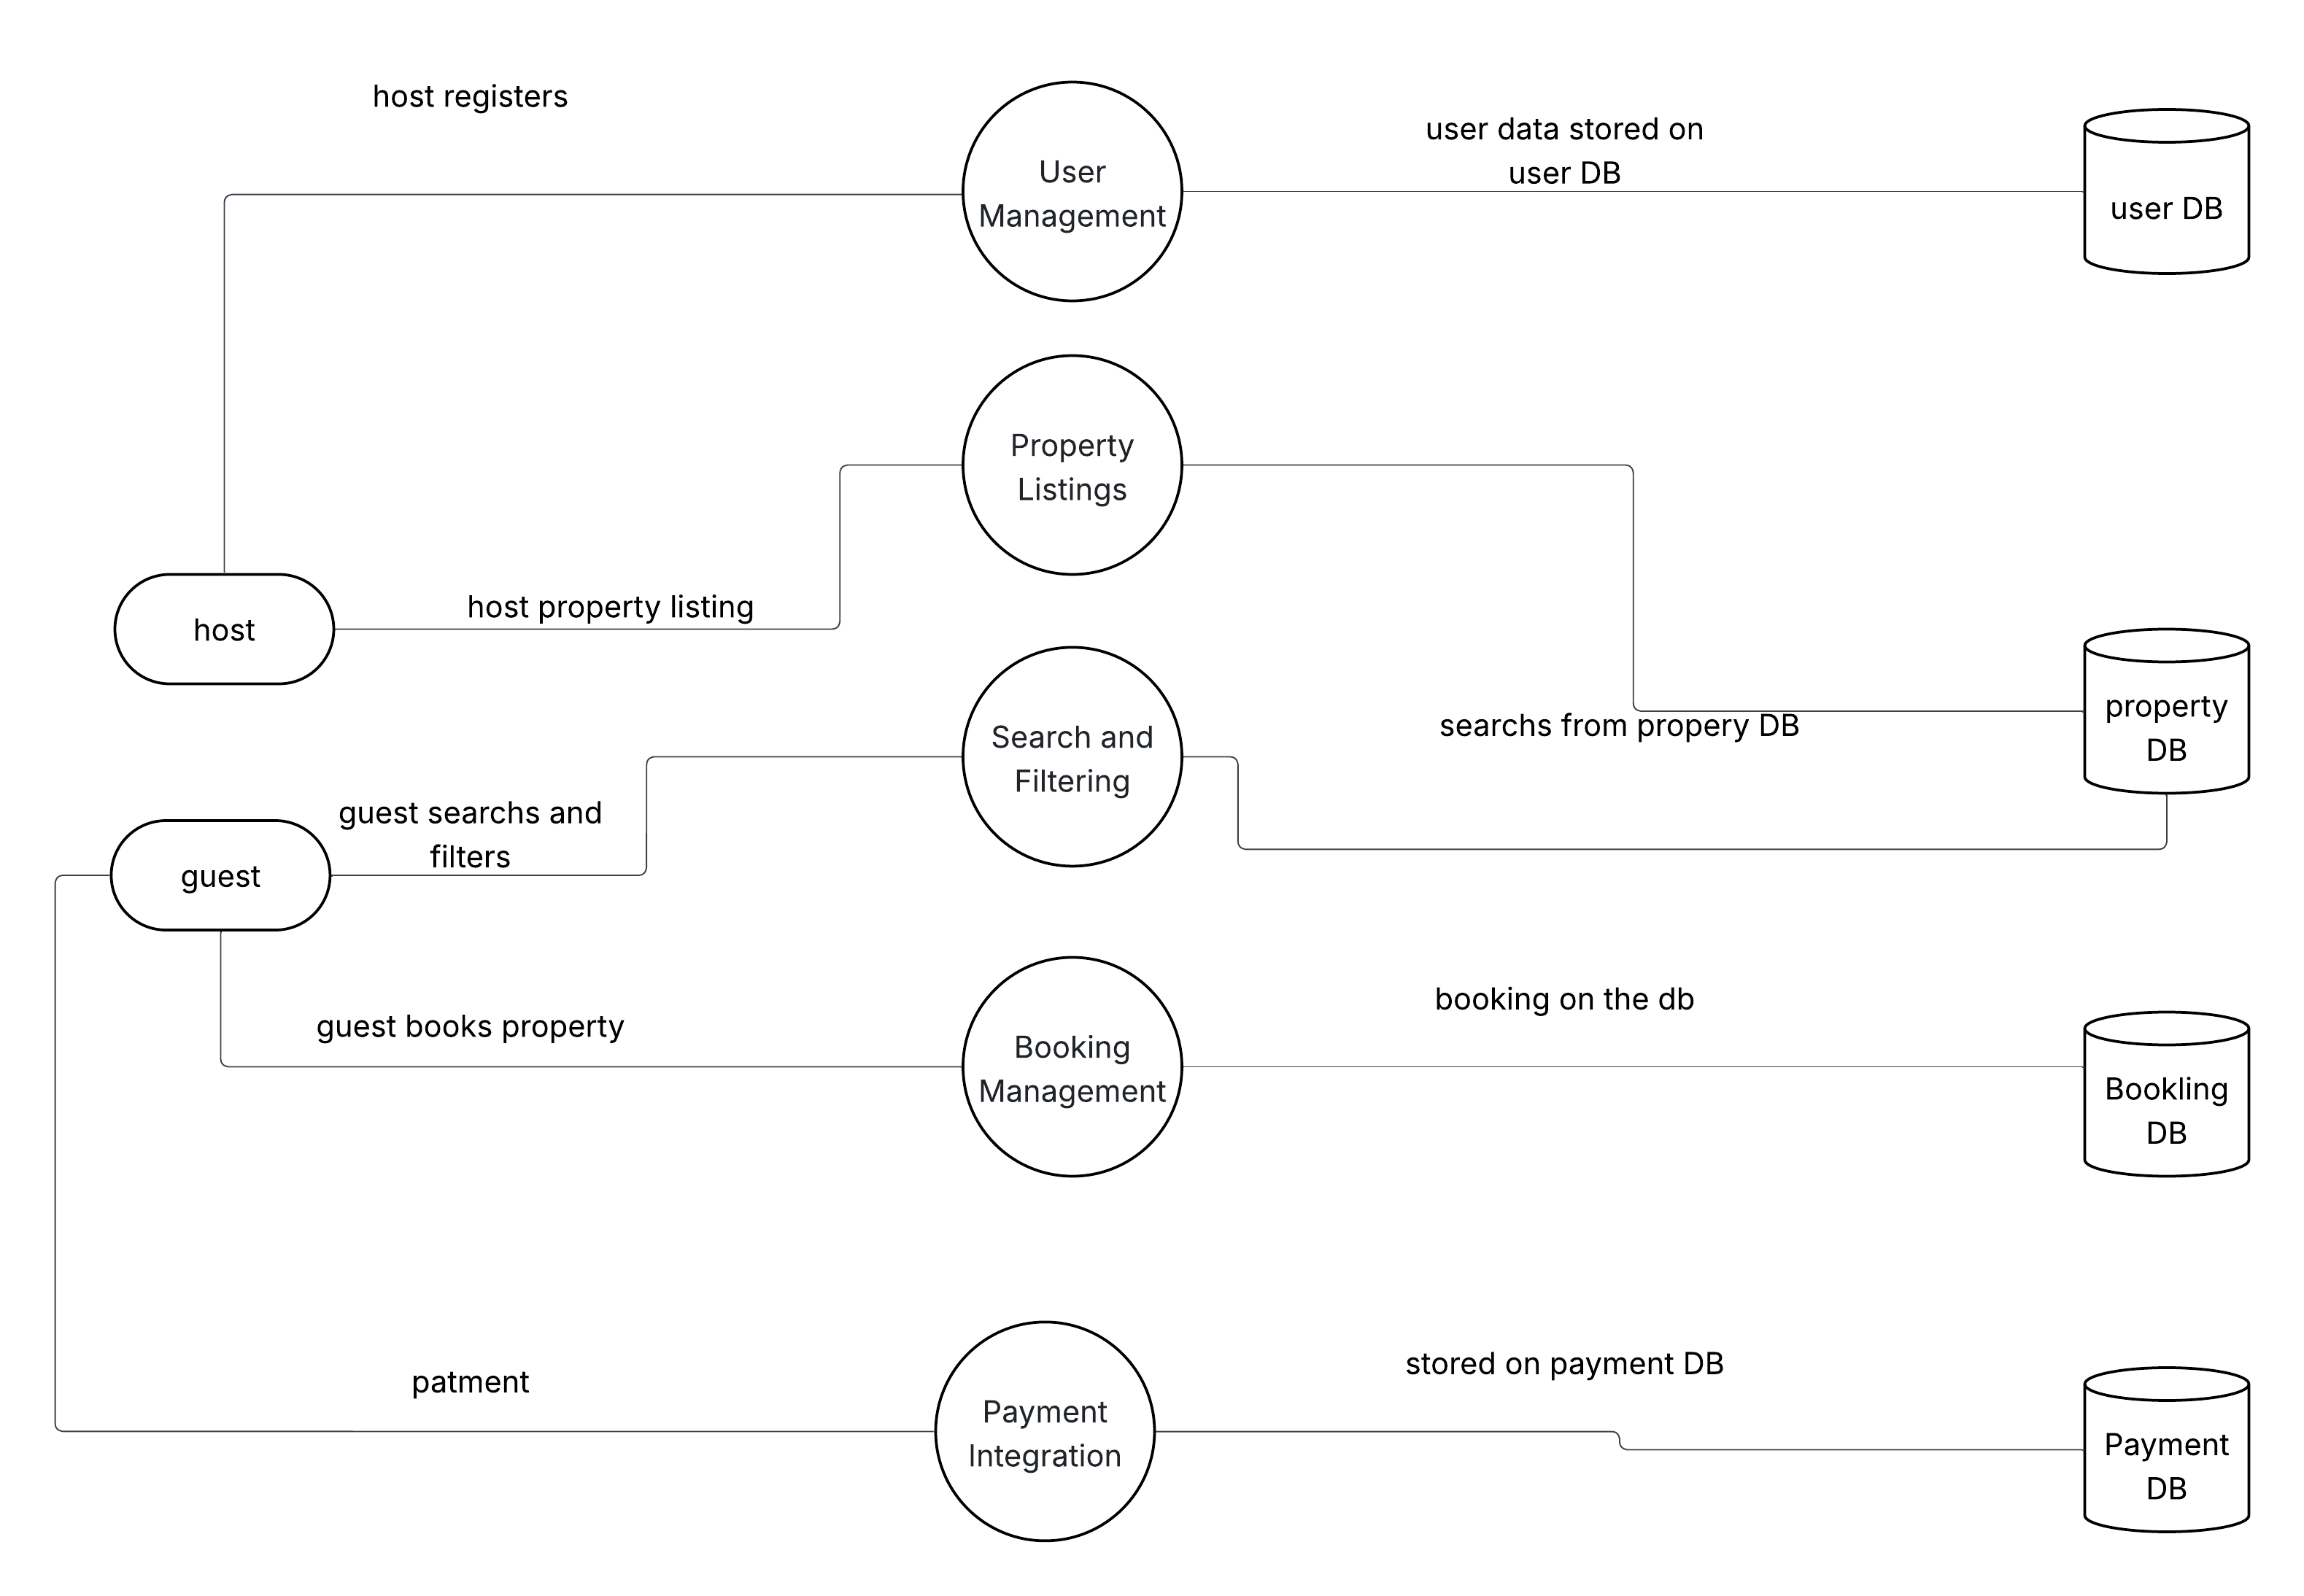 host registers
User
Management
user data stored on
user DB
user DB
Property
Listings
host property listing
host
property
DB
searchs from propery DB
Search and
Filtering
guest searchs and
filters
guest
guest books property
Booking
Management
booking on the db
Bookling
DB
patment
Payment
Integration
stored on payment DB
Payment
DB